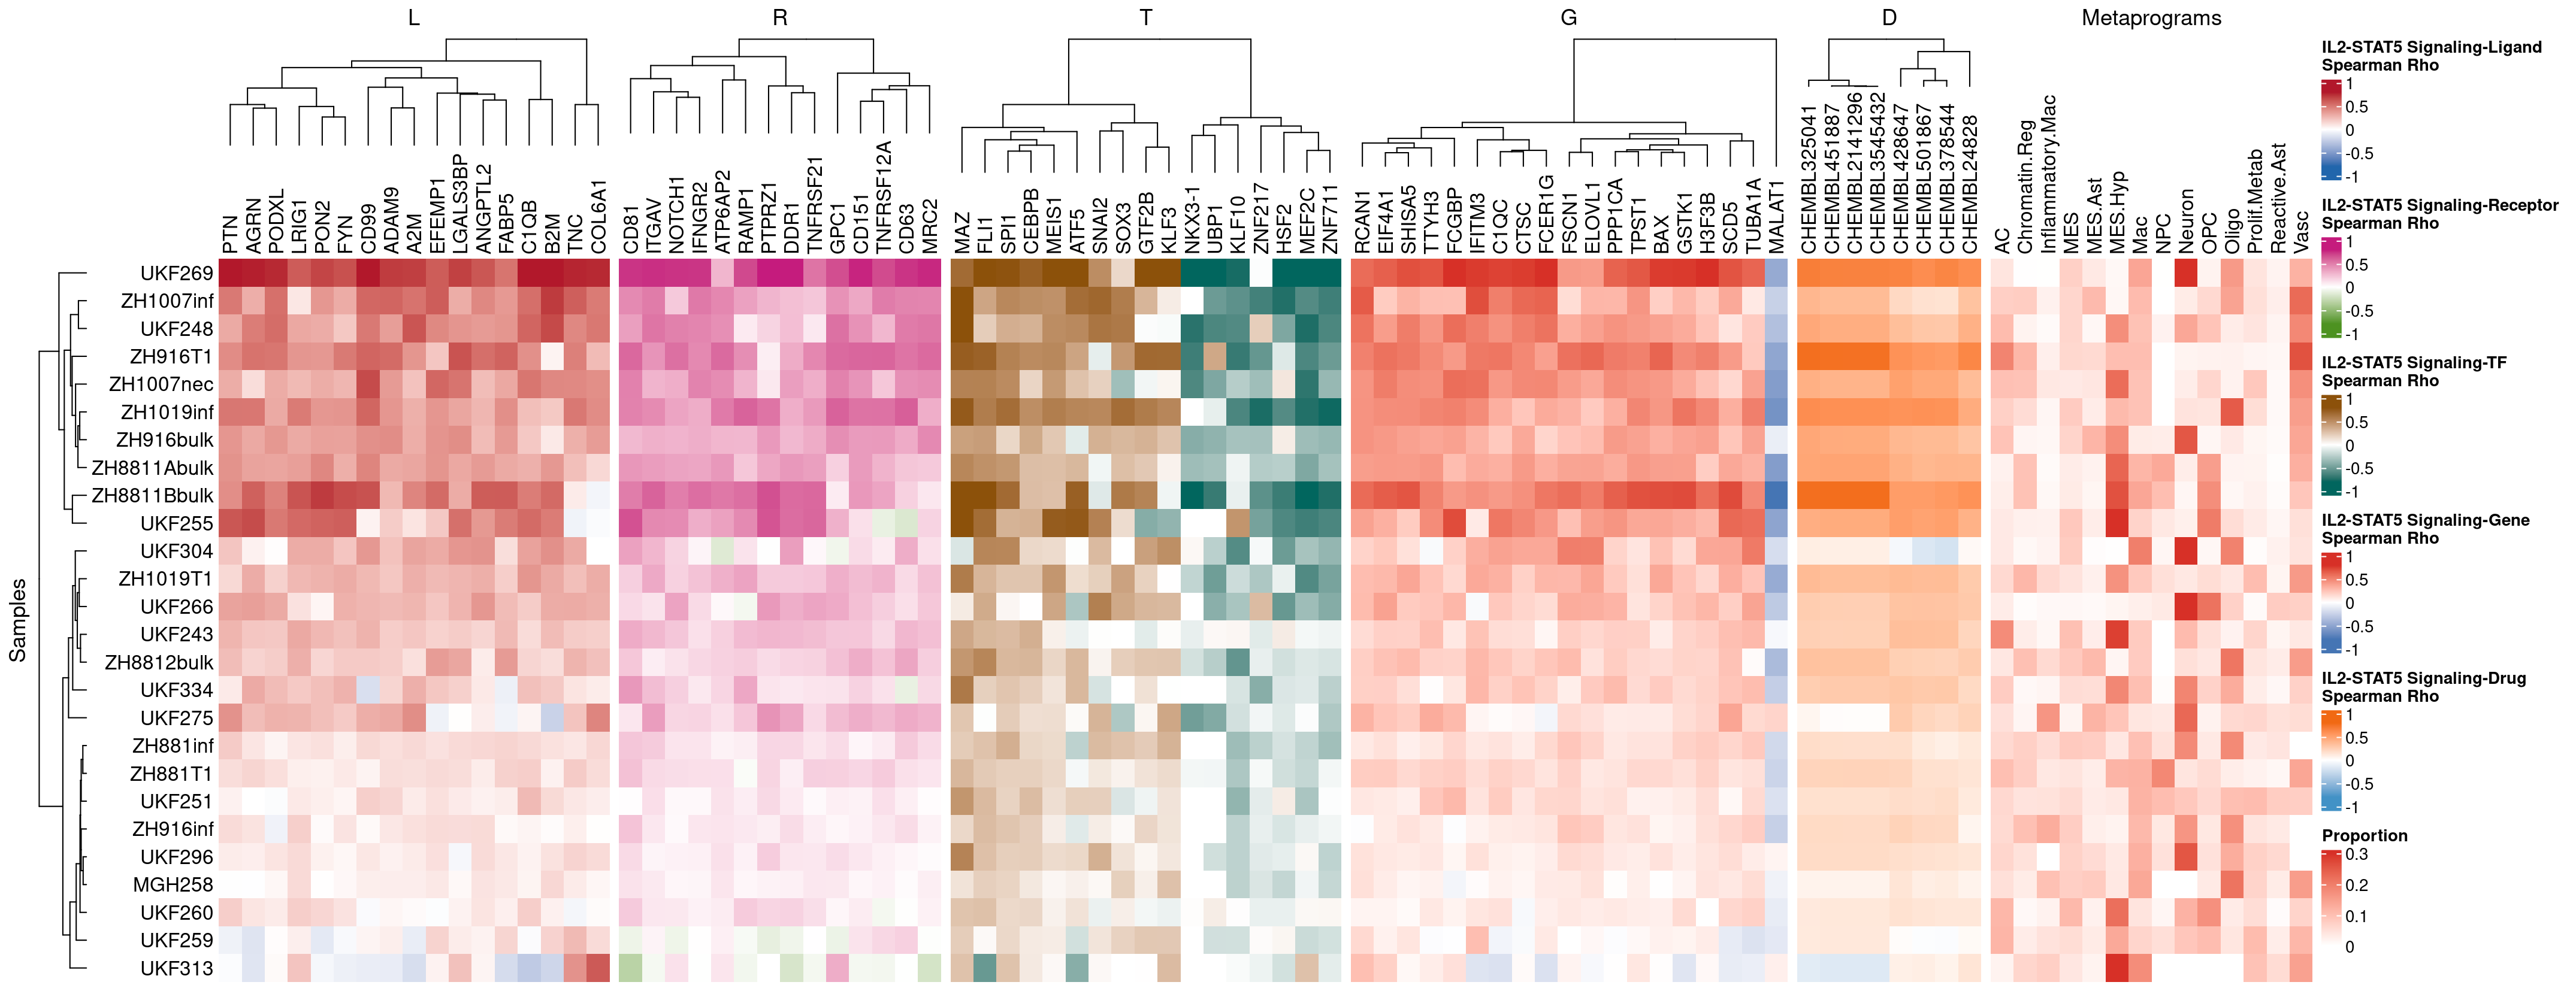 L R T G D Metaprograms
PTN AGRN PODXL LRIG1 PON2 FYN CD99 ADAM9 A2M EFEMP1 LGALS3BP ANGPTL2 FABP5 C1QB B2M TNC COL6A1
CD81 ITGAV NOTCH1 IFNGR2 ATP6AP2 RAMP1 PTPRZ1 DDR1 TNFRSF21 GPC1 CD151 TNFRSF12A CD63 MRC2
MAZ FLI1 SPI1 CEBPB MEIS1 ATF5 SNAI2 SOX3 GTF2B KLF3 NKX3-1 UBP1 KLF10 ZNF217 HSF2 MEF2C ZNF711
RCAN1 EIF4A1 SHISA5 TTYH3 FCGBP IFITM3 C1QC CTSC FCER1G FSCN1 ELOVL1 PPP1CA TPST1 BAX GSTK1 H3F3B SCD5 TUBA1A MALAT1
CHEMBL325041 CHEMBL451887 CHEMBL2141296 CHEMBL3545432 CHEMBL428647 CHEMBL501867 CHEMBL378544 CHEMBL24828
AC Chromatin.Reg Inflammatory.Mac MES MES.Ast MES.Hyp Mac NPC Neuron OPC Oligo Prolif.Metab Reactive.Ast Vasc
Samples
UKF269
ZH1007inf
UKF248
ZH916T1
ZH1007nec
ZH1019inf
ZH916bulk
ZH8811Abulk
ZH8811Bbulk
UKF255
UKF304
ZH1019T1
UKF266
UKF243
ZH8812bulk
UKF334
UKF275
ZH881inf
ZH881T1
UKF251
ZH916inf
UKF296
MGH258
UKF260
UKF259
UKF313
IL2-STAT5 Signaling-Ligand
Spearman Rho
1
0.5
0
-0.5
-1
IL2-STAT5 Signaling-Receptor
Spearman Rho
1
0.5
0
-0.5
-1
IL2-STAT5 Signaling-TF
Spearman Rho
1
0.5
0
-0.5
-1
IL2-STAT5 Signaling-Gene
Spearman Rho
1
0.5
0
-0.5
-1
IL2-STAT5 Signaling-Drug
Spearman Rho
1
0.5
0
-0.5
-1
Proportion
0.3
0.2
0.1
0